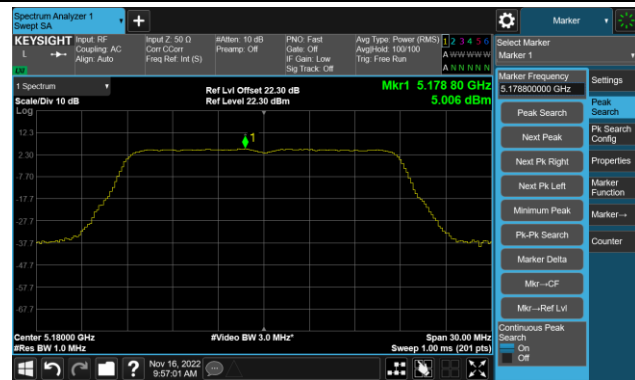 Spectrum Analyzer 1
Swept SA
+
Marker
KEYSIGHT
L
LXI
Input: RF
Coupling: AC
Align: Auto
Input Z: 50 Ω
Corr CCorr
Freq Ref: Int (S)
#Atten: 10 dB
Preamp: Off
PNO: Fast
Gate: Off
IF Gain: Low
Sig Track: Off
Avg Type: Power (RMS)
Avg|Hold: 100/100
Trig: Free Run
1 2 3 4 5 6
A W W W W W
A N N N N N
Select Marker
Marker 1
1 Spectrum
Scale/Div 10 dB
Log
Ref Lvl Offset 22.30 dB
Ref Level 22.30 dBm
Mkr1 5.178 80 GHz
5.006 dBm
1
12.3
2.30
-7.70
-17.7
-27.7
-37.7
-47.7
-57.7
-67.7
Center 5.18000 GHz
#Res BW 1.0 MHz
#Video BW 3.0 MHz*
Span 30.00 MHz
Sweep 1.00 ms (201 pts)
Marker Frequency
5.178800000 GHz
Peak Search
Next Peak
Next Pk Right
Next Pk Left
Minimum Peak
Pk-Pk Search
Marker Delta
Mkr→CF
Mkr→Ref Lvl
Continuous Peak
Search
On
Off
Settings
Peak
Search
Pk Search
Config
Properties
Marker
Function
Marker→
Counter
?
Nov 16, 2022
9:57:01 AM